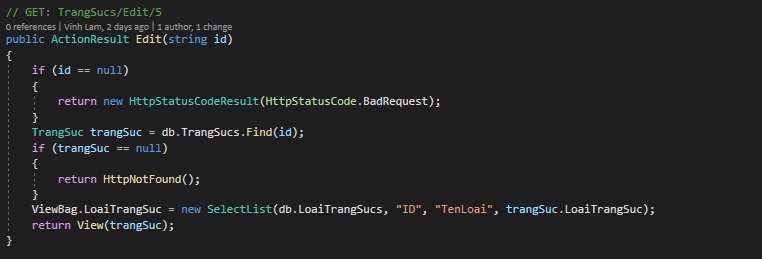 // GET: TrangSucs/Edit/5
0 references | Vinh Lam, 2 days ago | 1 author, 1 change
public ActionResult Edit(string id)
{
if (id == null)
{
return new HttpStatusCodeResult(HttpStatusCode.BadRequest);
}
TrangSuc trangSuc = db.TrangSucs.Find(id);
if (trangSuc == null)
{
return HttpNotFound();
}
ViewBag.LoaiTrangSuc = new SelectList(db.LoaiTrangSucs, "ID", "TenLoai", trangSuc.LoaiTrangSuc);
return View(trangSuc);
}